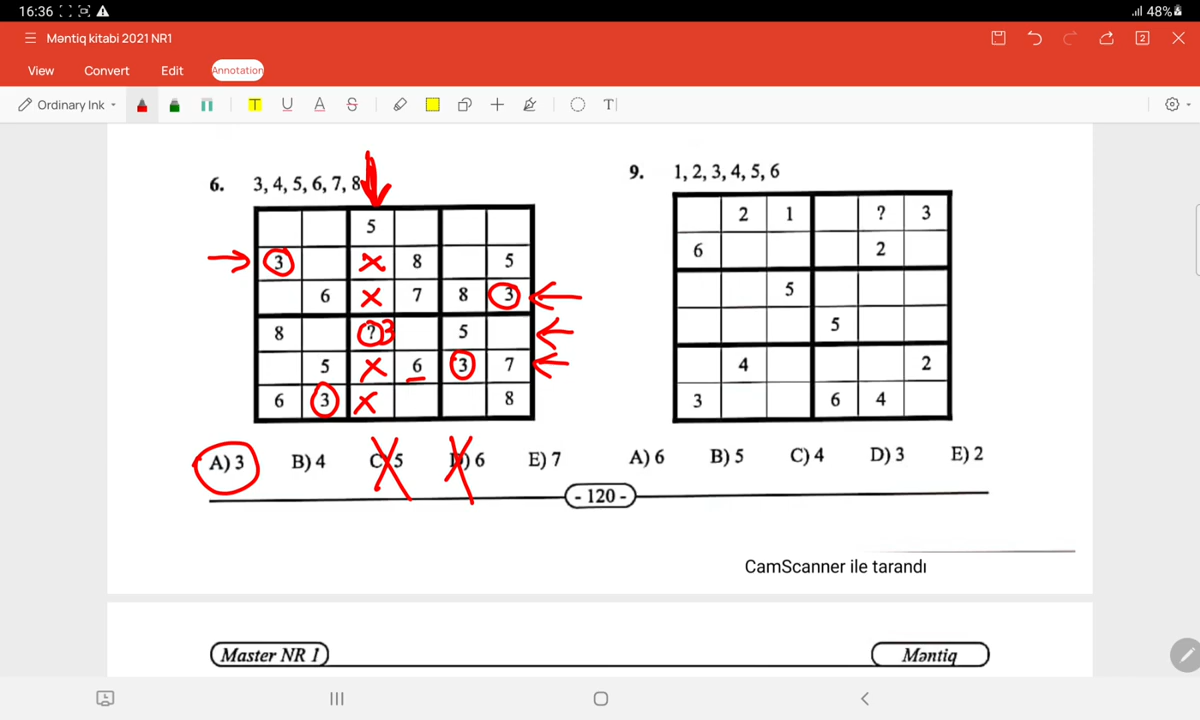 16:36 48%
Məntiq kitabi 2021 NR1
View Convert Edit Annotation
Ordinary Ink T U A S T
6. 3, 4, 5, 6, 7, 8
5
3 × 8 5
6 × 7 8 3
8 ? 3 5
5 × 6 3 7
6 3 × 8
A) 3 B) 4 C) 5 D) 6 E) 7
9. 1, 2, 3, 4, 5, 6
2 1 ? 3
6 2
5
5
4 2
3 6 4
A) 6 B) 5 C) 4 D) 3 E) 2
- 120 -
CamScanner ile tarandı
Master NR 1 Məntiq